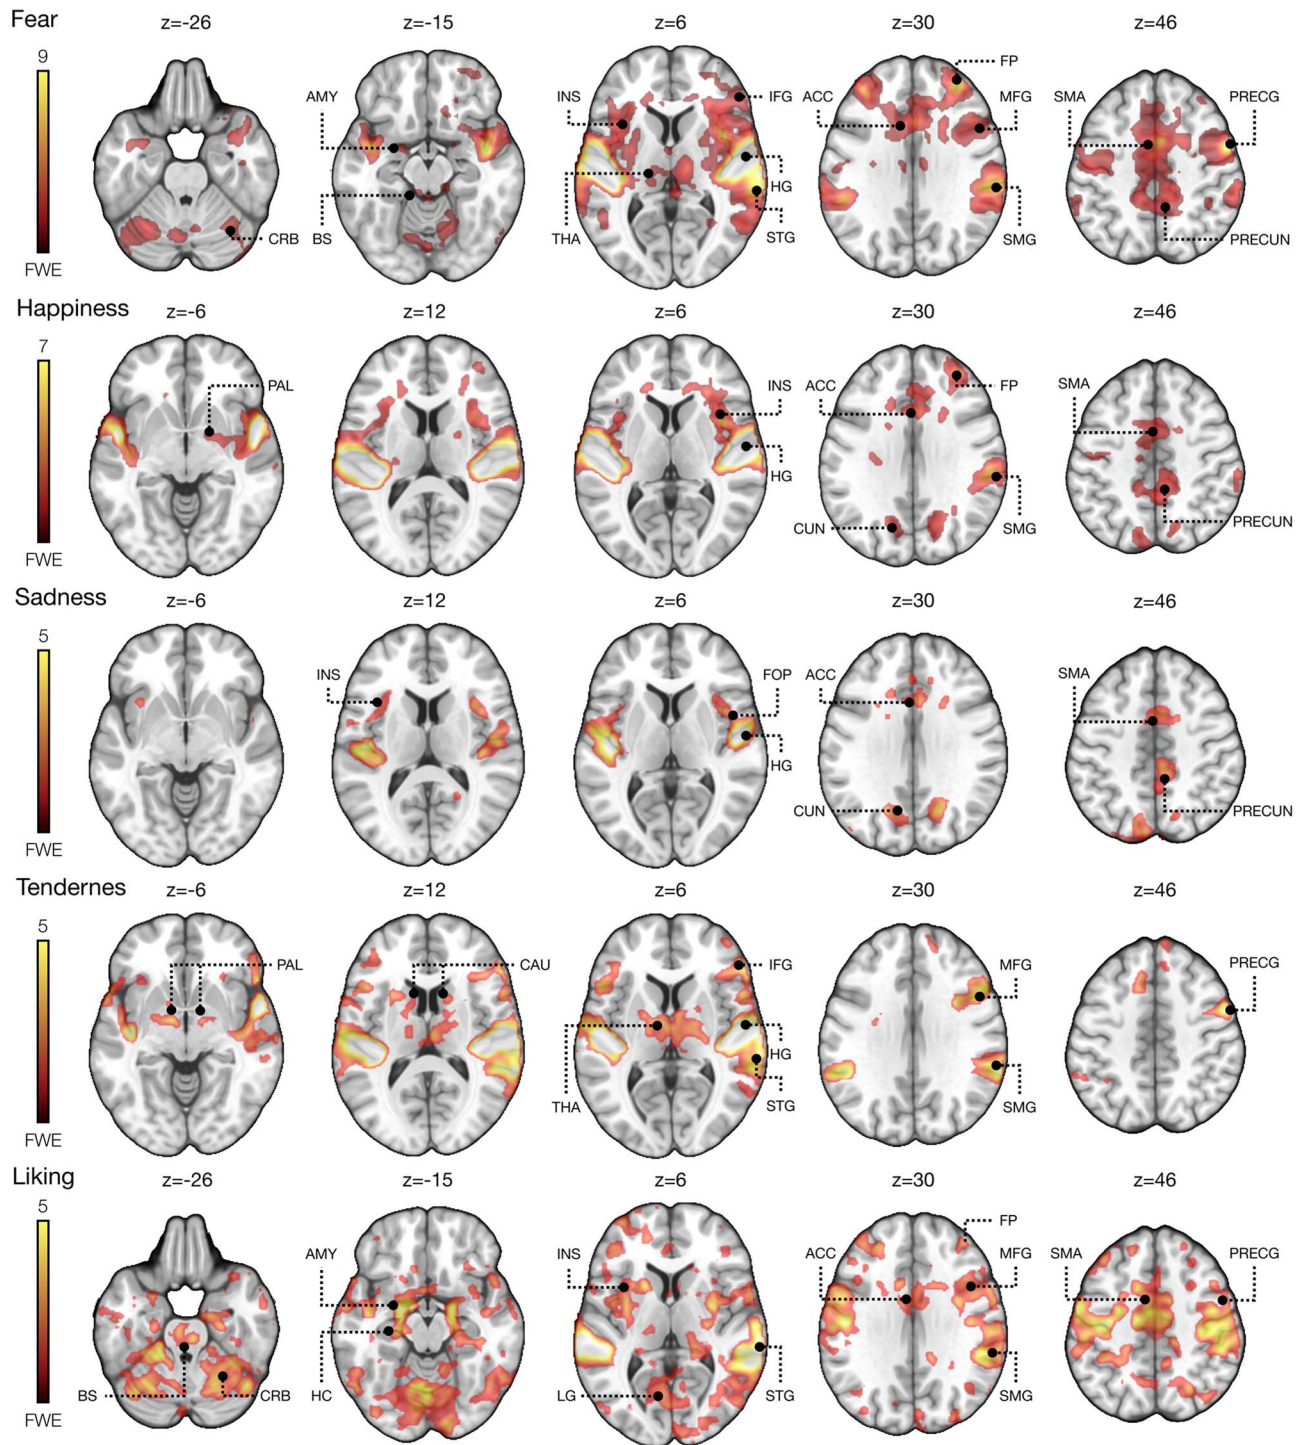 Fear
z=-26 z=-15 z=6 z=30 z=46
9
FP
AMY INS IFG ACC MFG SMA PRECG
HG
CRB BS THA STG SMG PRECUN
FWE
Happiness
z=-6 z=12 z=6 z=30 z=46
7
PAL INS ACC FP SMA
HG
CUN SMG PRECUN
FWE
Sadness
z=-6 z=12 z=6 z=30 z=46
5
INS FOP ACC SMA
HG
CUN PRECUN
FWE
Tendernes
z=-6 z=12 z=6 z=30 z=46
5
PAL CAU IFG MFG PRECG
HG
THA STG SMG
FWE
Liking
z=-26 z=-15 z=6 z=30 z=46
5
FP
AMY INS ACC MFG SMA PRECG
BS CRB HC LG STG SMG
FWE